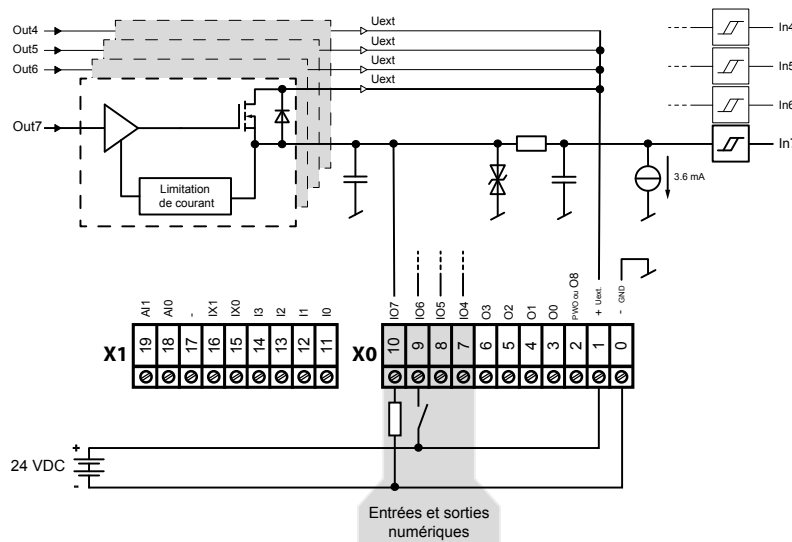 Out4
Uext
Out5
Uext
Out6
Uext
Uext
Out7
In4
In5
In6
In7
Limitation
de courant
3.6 mA
X1
AI1
AI0
-
IX1
IX0
I3
I2
I1
I0
19
18
17
16
15
14
13
12
11
X0
IO7
IO6
IO5
IO4
O3
O2
O1
O0
PWO ou O8
+ Uext.
- GND
10
9
8
7
6
5
4
3
2
1
0
+
24 VDC
-
Entrées et sorties
numériques